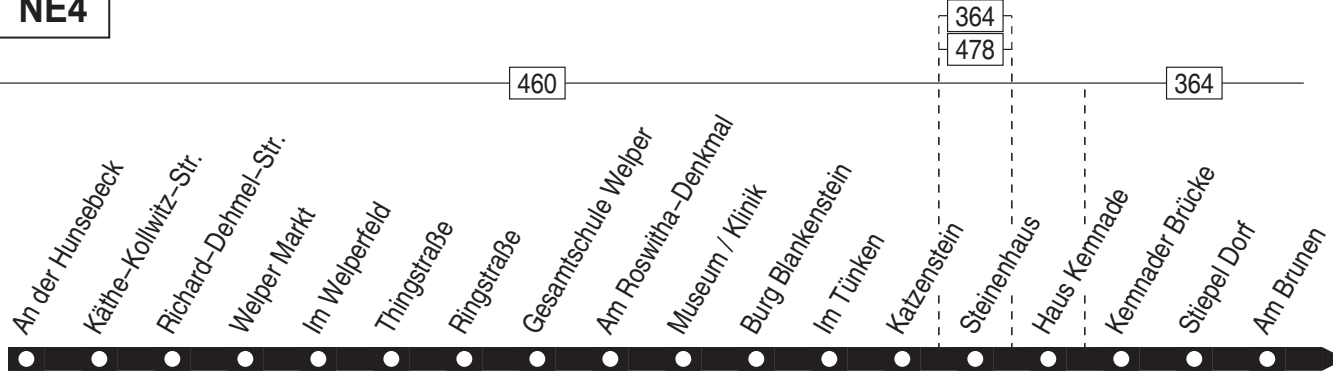 NE4
364
478
460
364
An der Hunsebeck
Käthe–Kollwitz–Str.
Richard–Dehmel–Str.
Welper Markt
Im Welperfeld
Thingstraße
Ringstraße
Gesamtschule Welper
Am Roswitha–Denkmal
Museum / Klinik
Burg Blankenstein
Im Tünken
Katzenstein
Steinenhaus
Haus Kemnade
Kemnader Brücke
Stiepel Dorf
Am Brunen